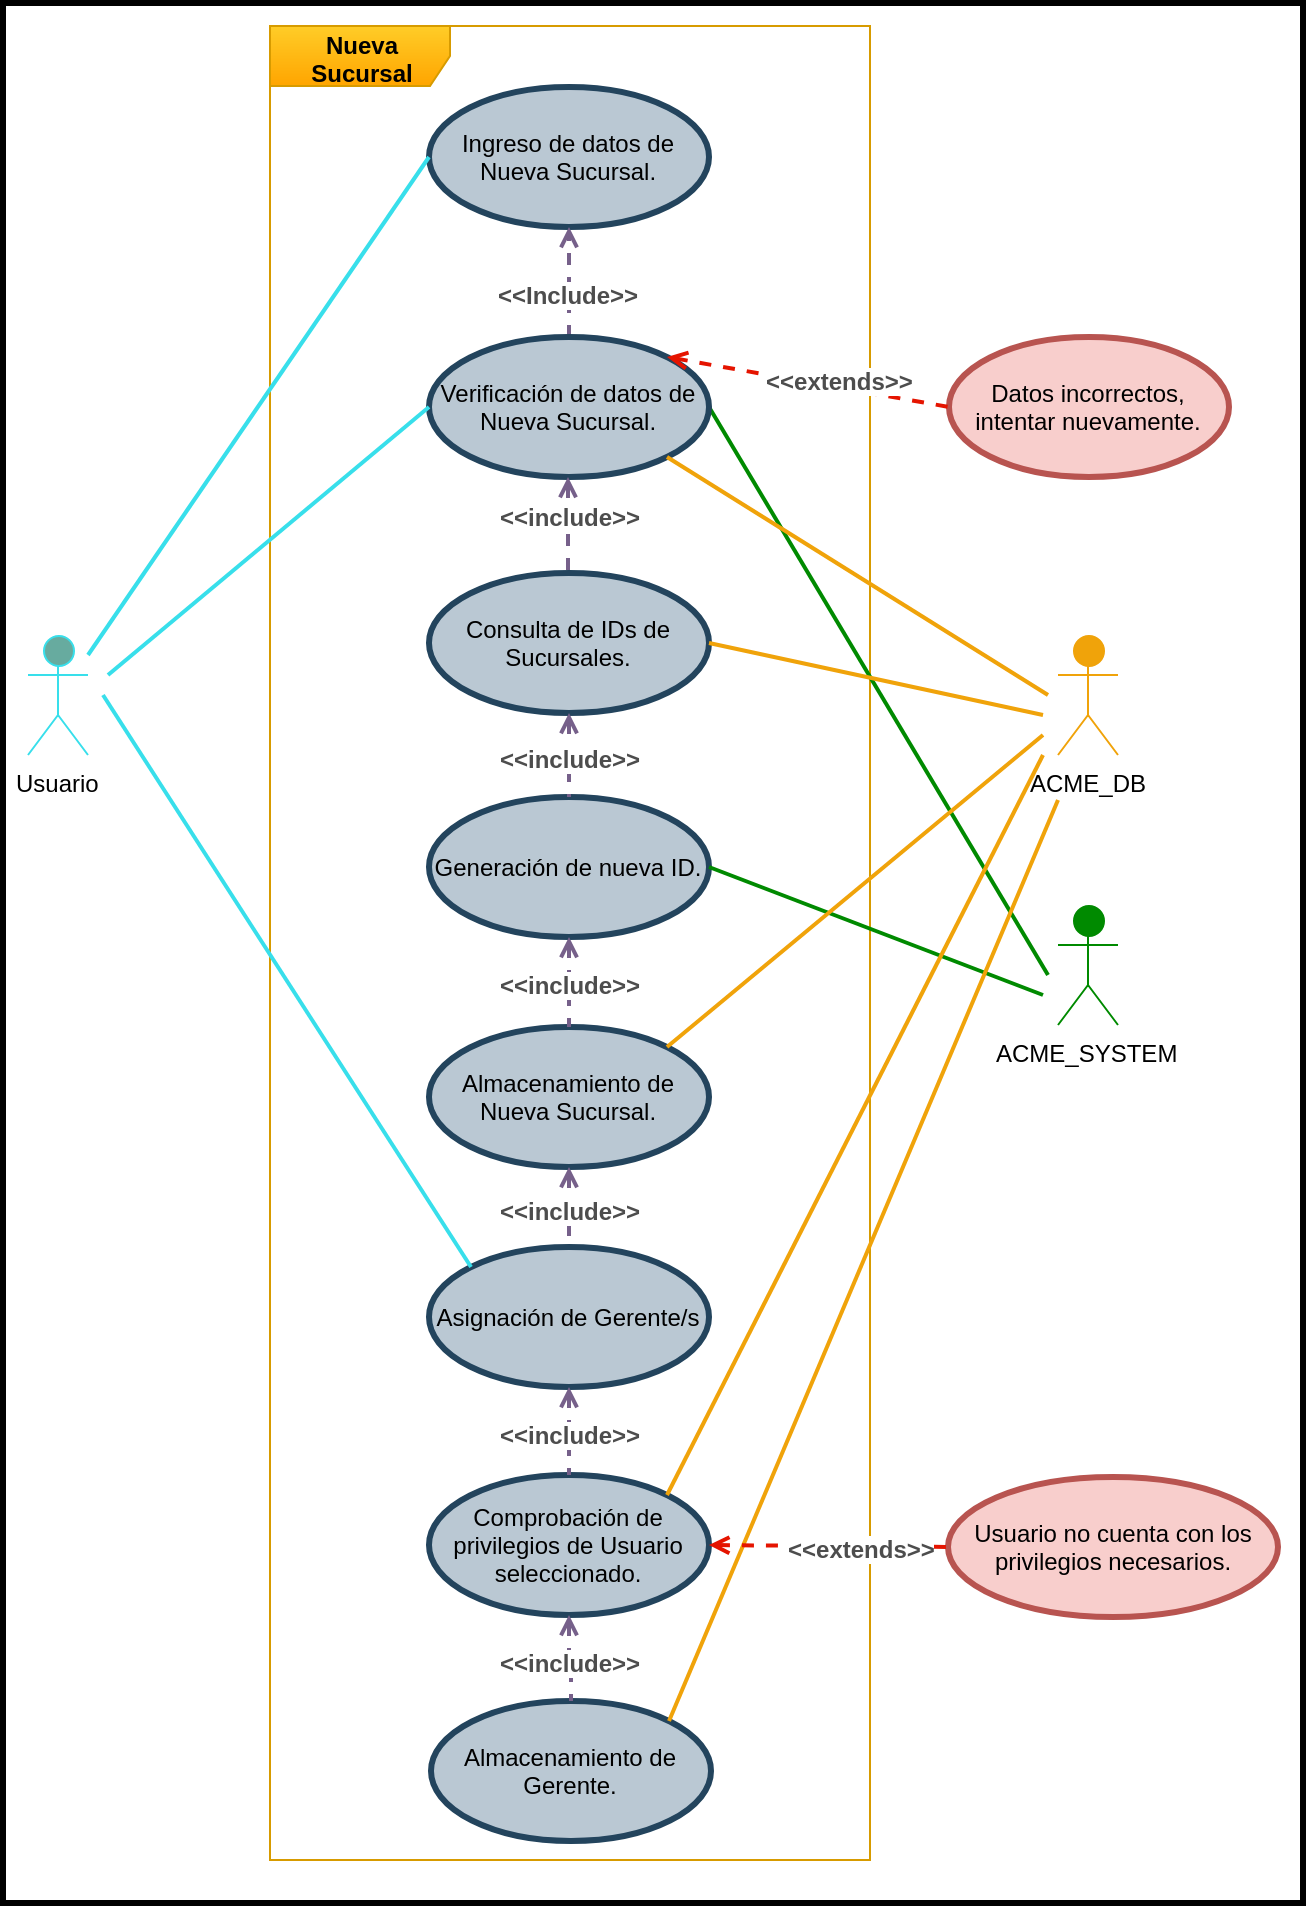 Nueva
Sucursal
Ingreso de datos de
Nueva Sucursal.
<<Include>>
Verificación de datos de
Nueva Sucursal.
<<extends>>
Datos incorrectos,
intentar nuevamente.
<<include>>
Consulta de IDs de
Sucursales.
Usuario
ACME_DB
<<include>>
Generación de nueva ID.
<<include>>
ACME_SYSTEM
Almacenamiento de
Nueva Sucursal.
<<include>>
Asignación de Gerente/s
<<include>>
Comprobación de
privilegios de Usuario
seleccionado.
<<extends>>
Usuario no cuenta con los
privilegios necesarios.
<<include>>
Almacenamiento de
Gerente.